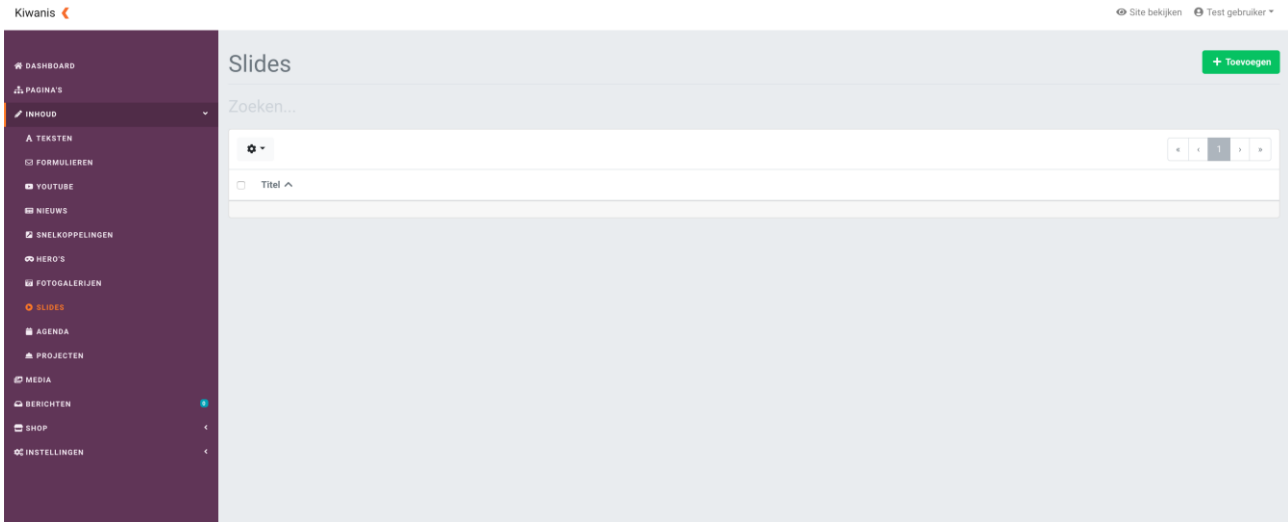 Kiwanis
Site bekijken
Test gebruiker
DASHBOARD
PAGINA'S
INHOUD
TEKSTEN
FORMULIEREN
YOUTUBE
NIEUWS
SNELKOPPELINGEN
HERO'S
FOTOGALERIJEN
SLIDES
AGENDA
PROJECTEN
MEDIA
BERICHTEN
SHOP
INSTELLINGEN
Slides
+ Toevoegen
Zoeken...
« ‹ 1 › »
Titel